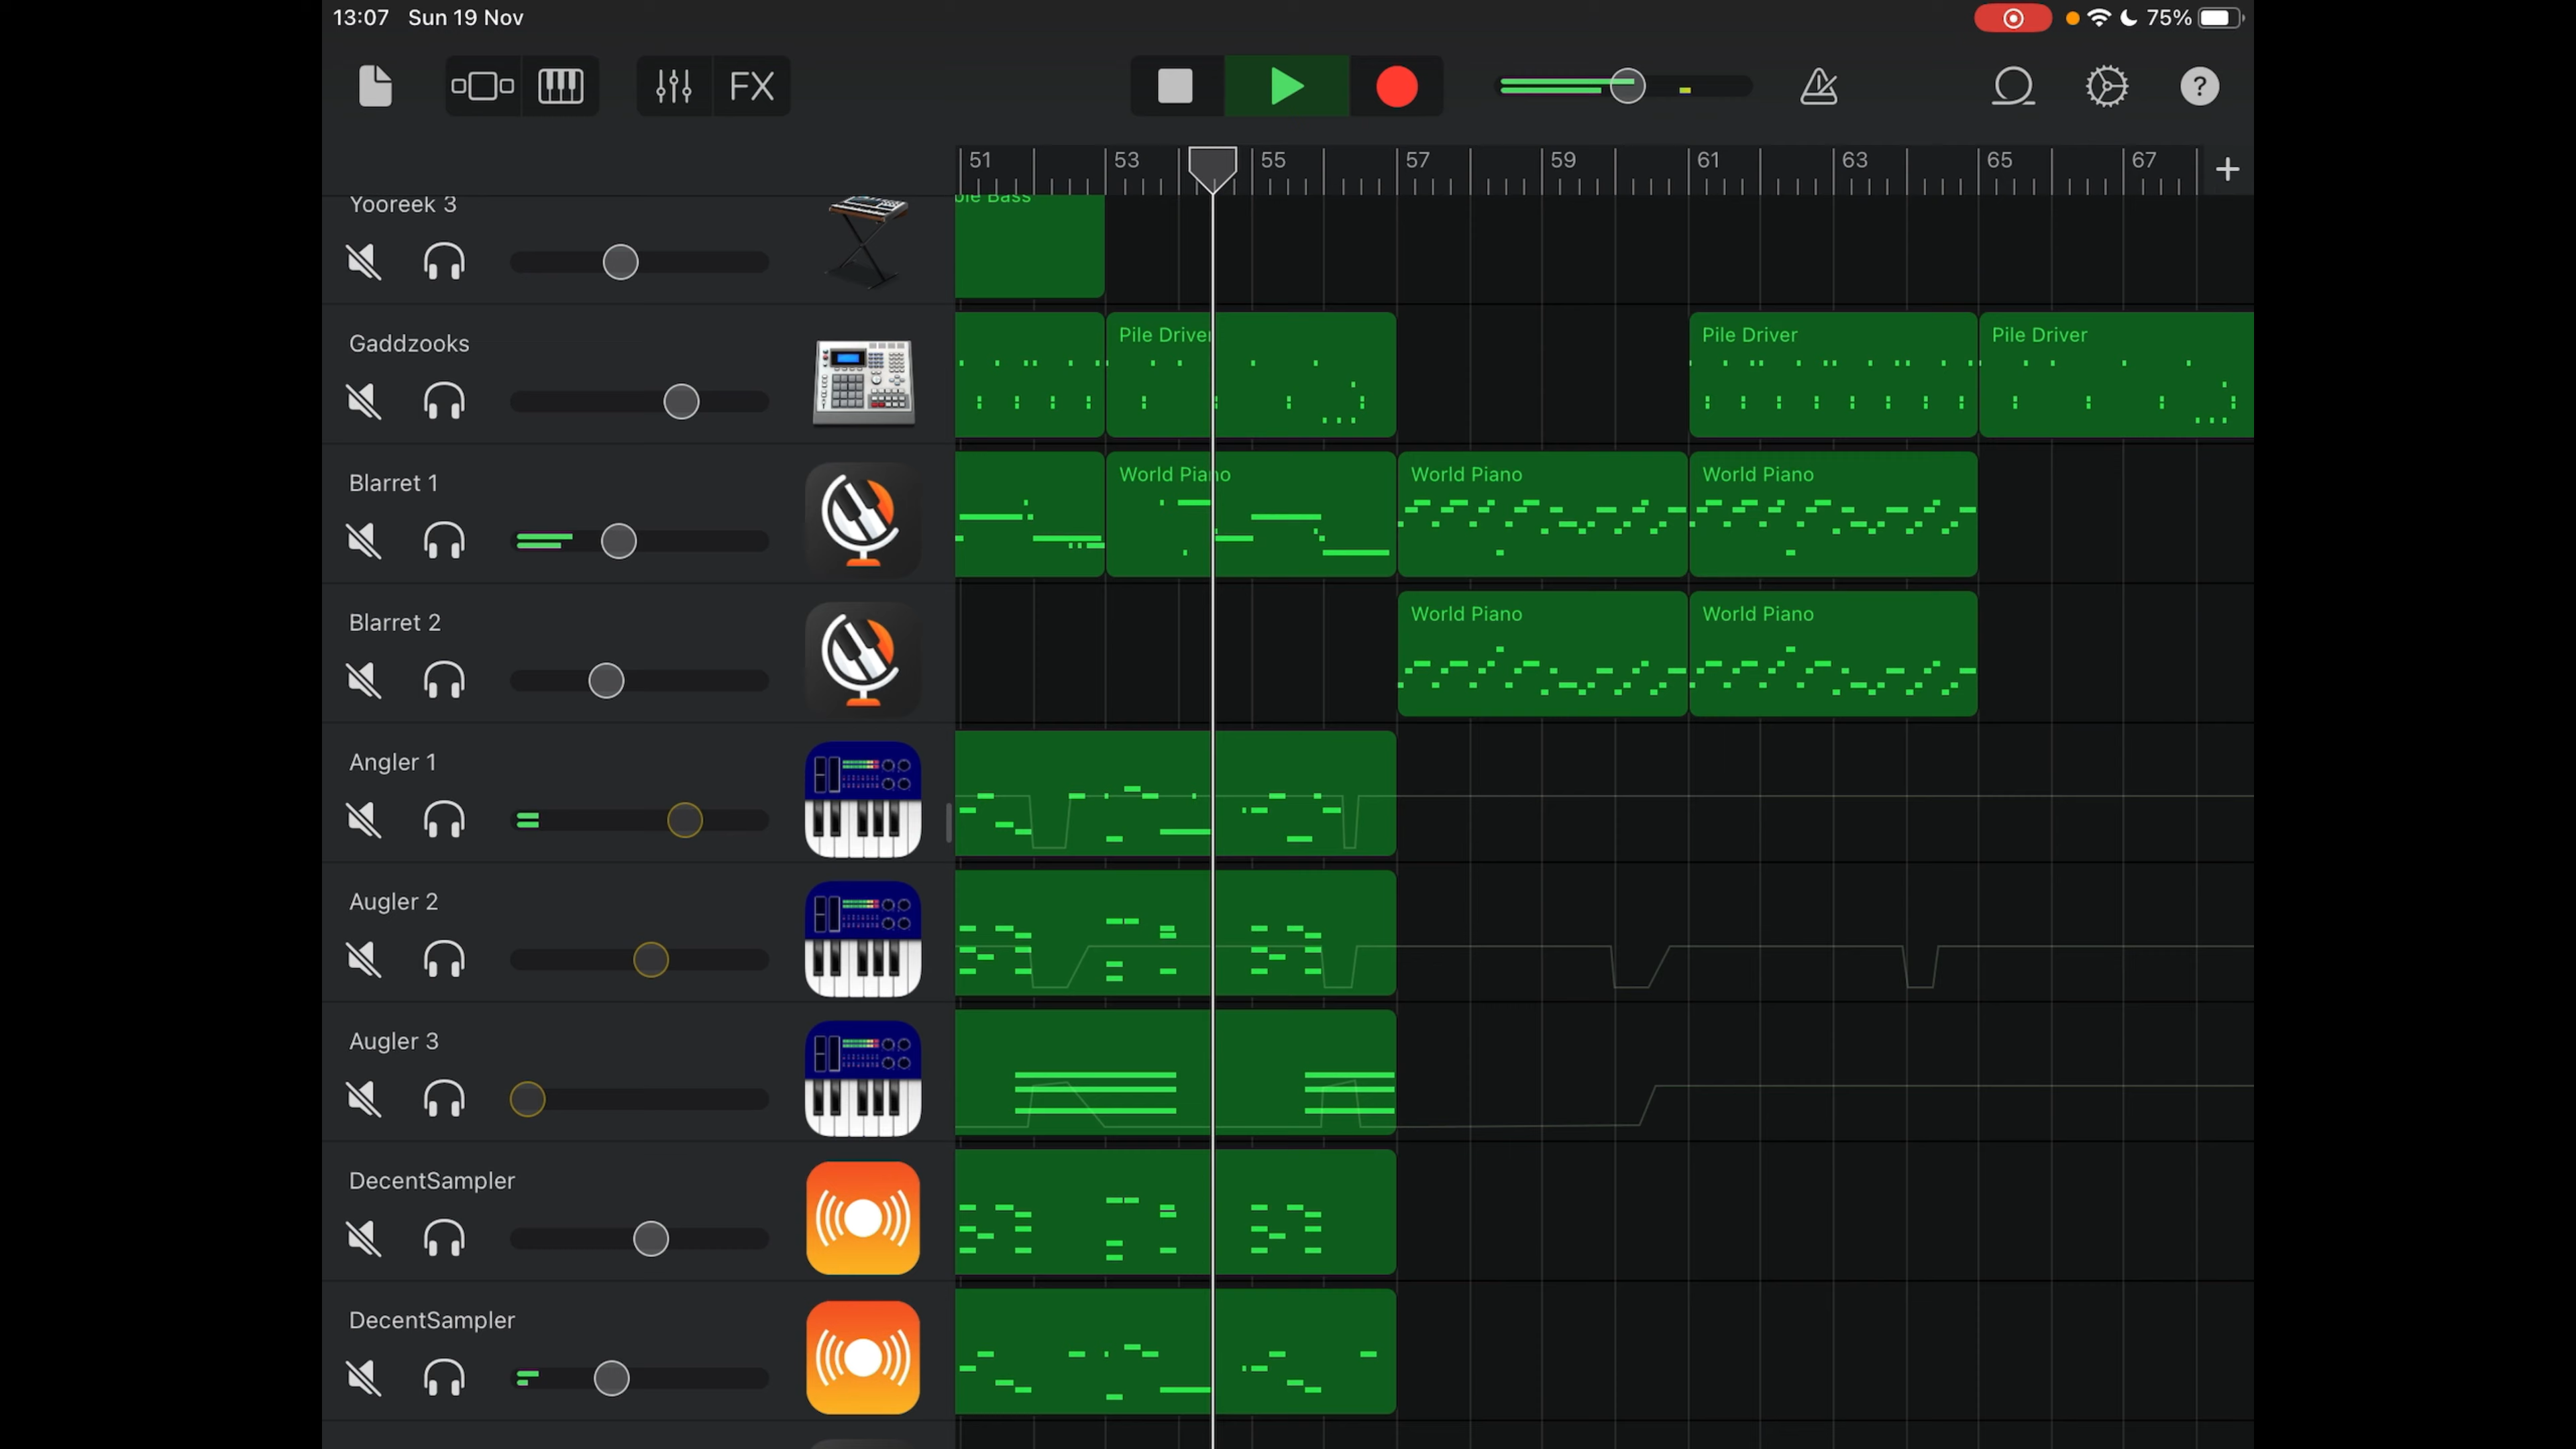 13:07 Sun 19 Nov 75%
FX ?
51 53 55 57 59 61 63 65 67 +
Yooreek 3
Bass
Gaddzooks
Pile Driver Pile Driver Pile Driver
Blarret 1
World Piano World Piano World Piano
Blarret 2
World Piano World Piano
Angler 1
Augler 2
Augler 3
DecentSampler
DecentSampler